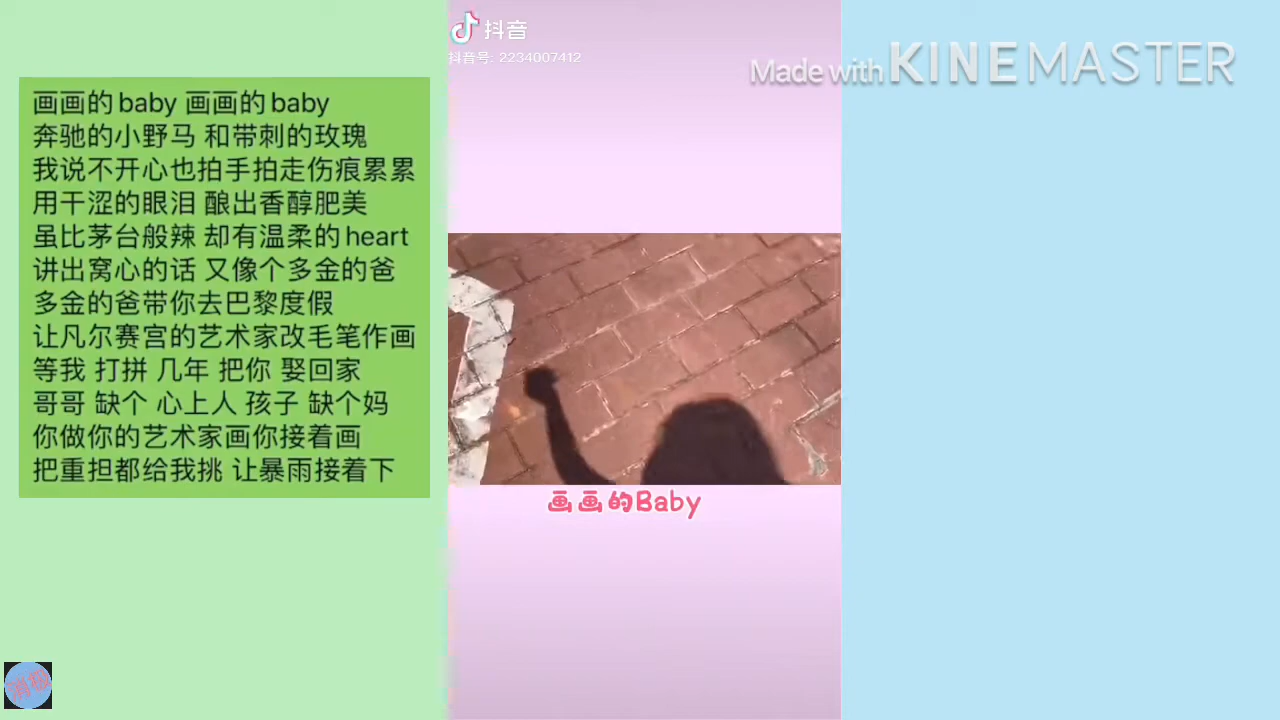 画画的baby 画画的baby
奔驰的小野马 和带刺的玫瑰
我说不开心也拍手拍走伤痕累累
用干涩的眼泪 酿出香醇肥美
虽比茅台般辣 却有温柔的heart
讲出窝心的话 又像个多金的爸
多金的爸带你去巴黎度假
让凡尔赛宫的艺术家改毛笔作画
等我 打拼 几年 把你 娶回家
哥哥 缺个 心上人 孩子 缺个妈
你做你的艺术家画你接着画
把重担都给我挑 让暴雨接着下
抖音
抖音号: 2234007412
画画的Baby
Made with KINEMASTER
消极